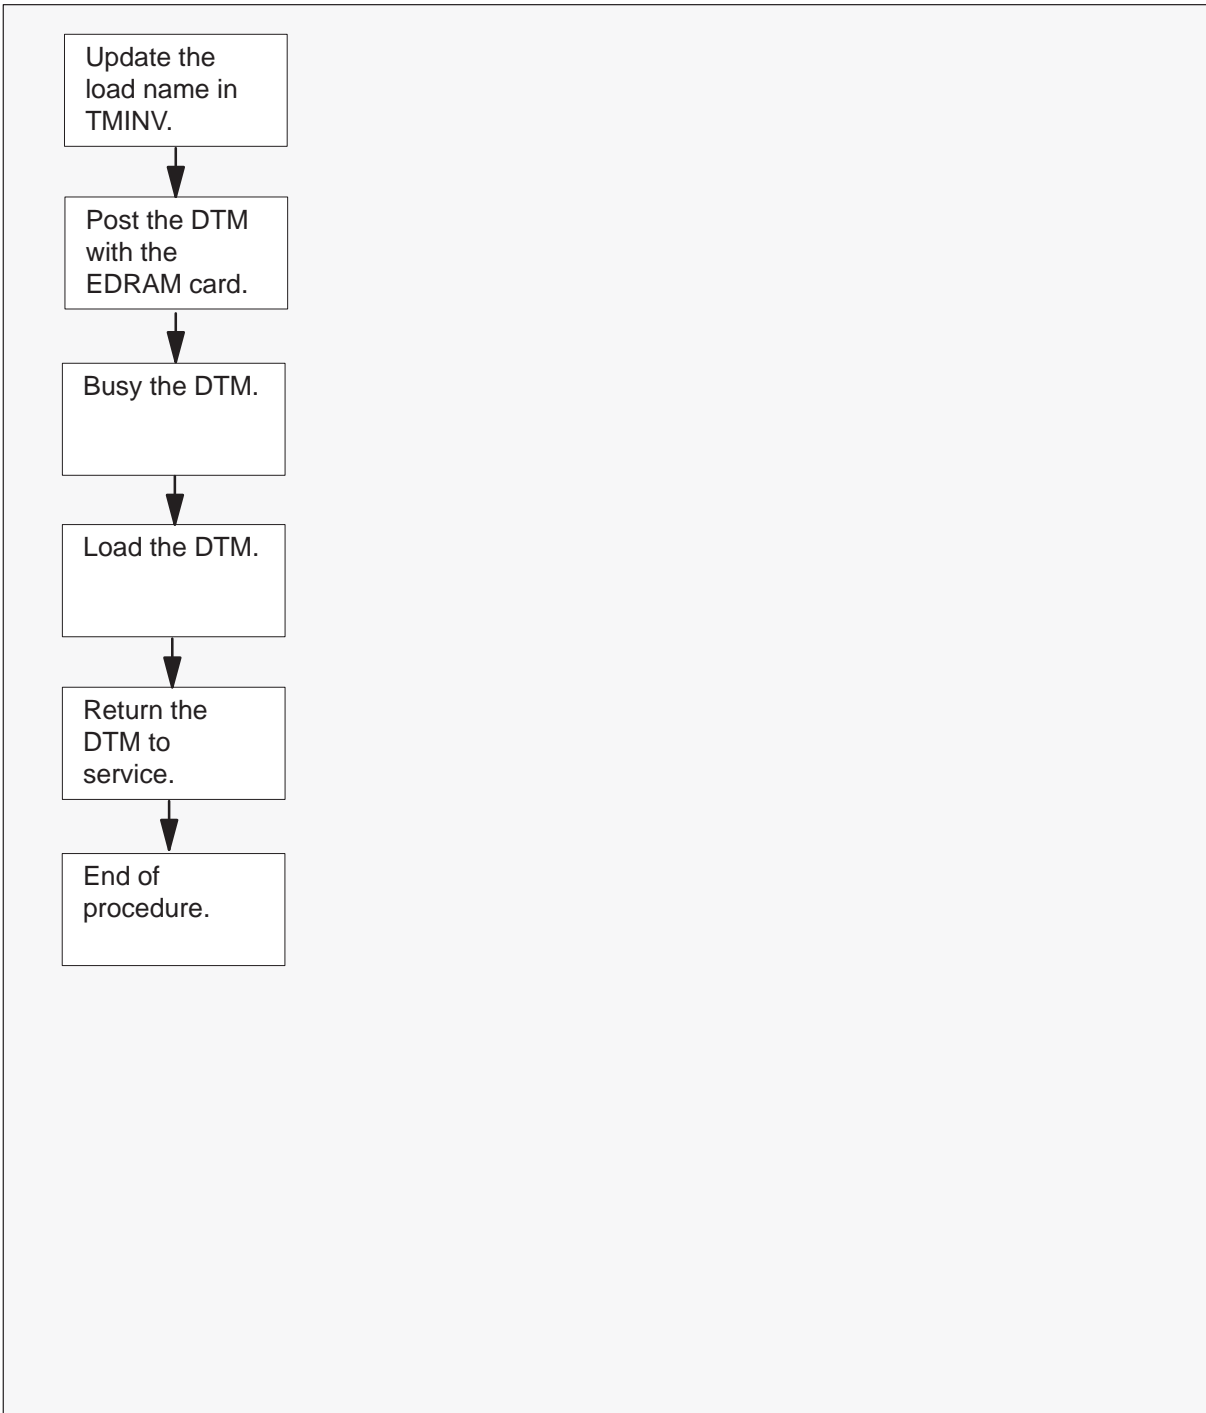 Update the
load name in
TMINV.
Post the DTM
with the
EDRAM card.
Busy the DTM.
Load the DTM.
Return the
DTM to
service.
End of
procedure.